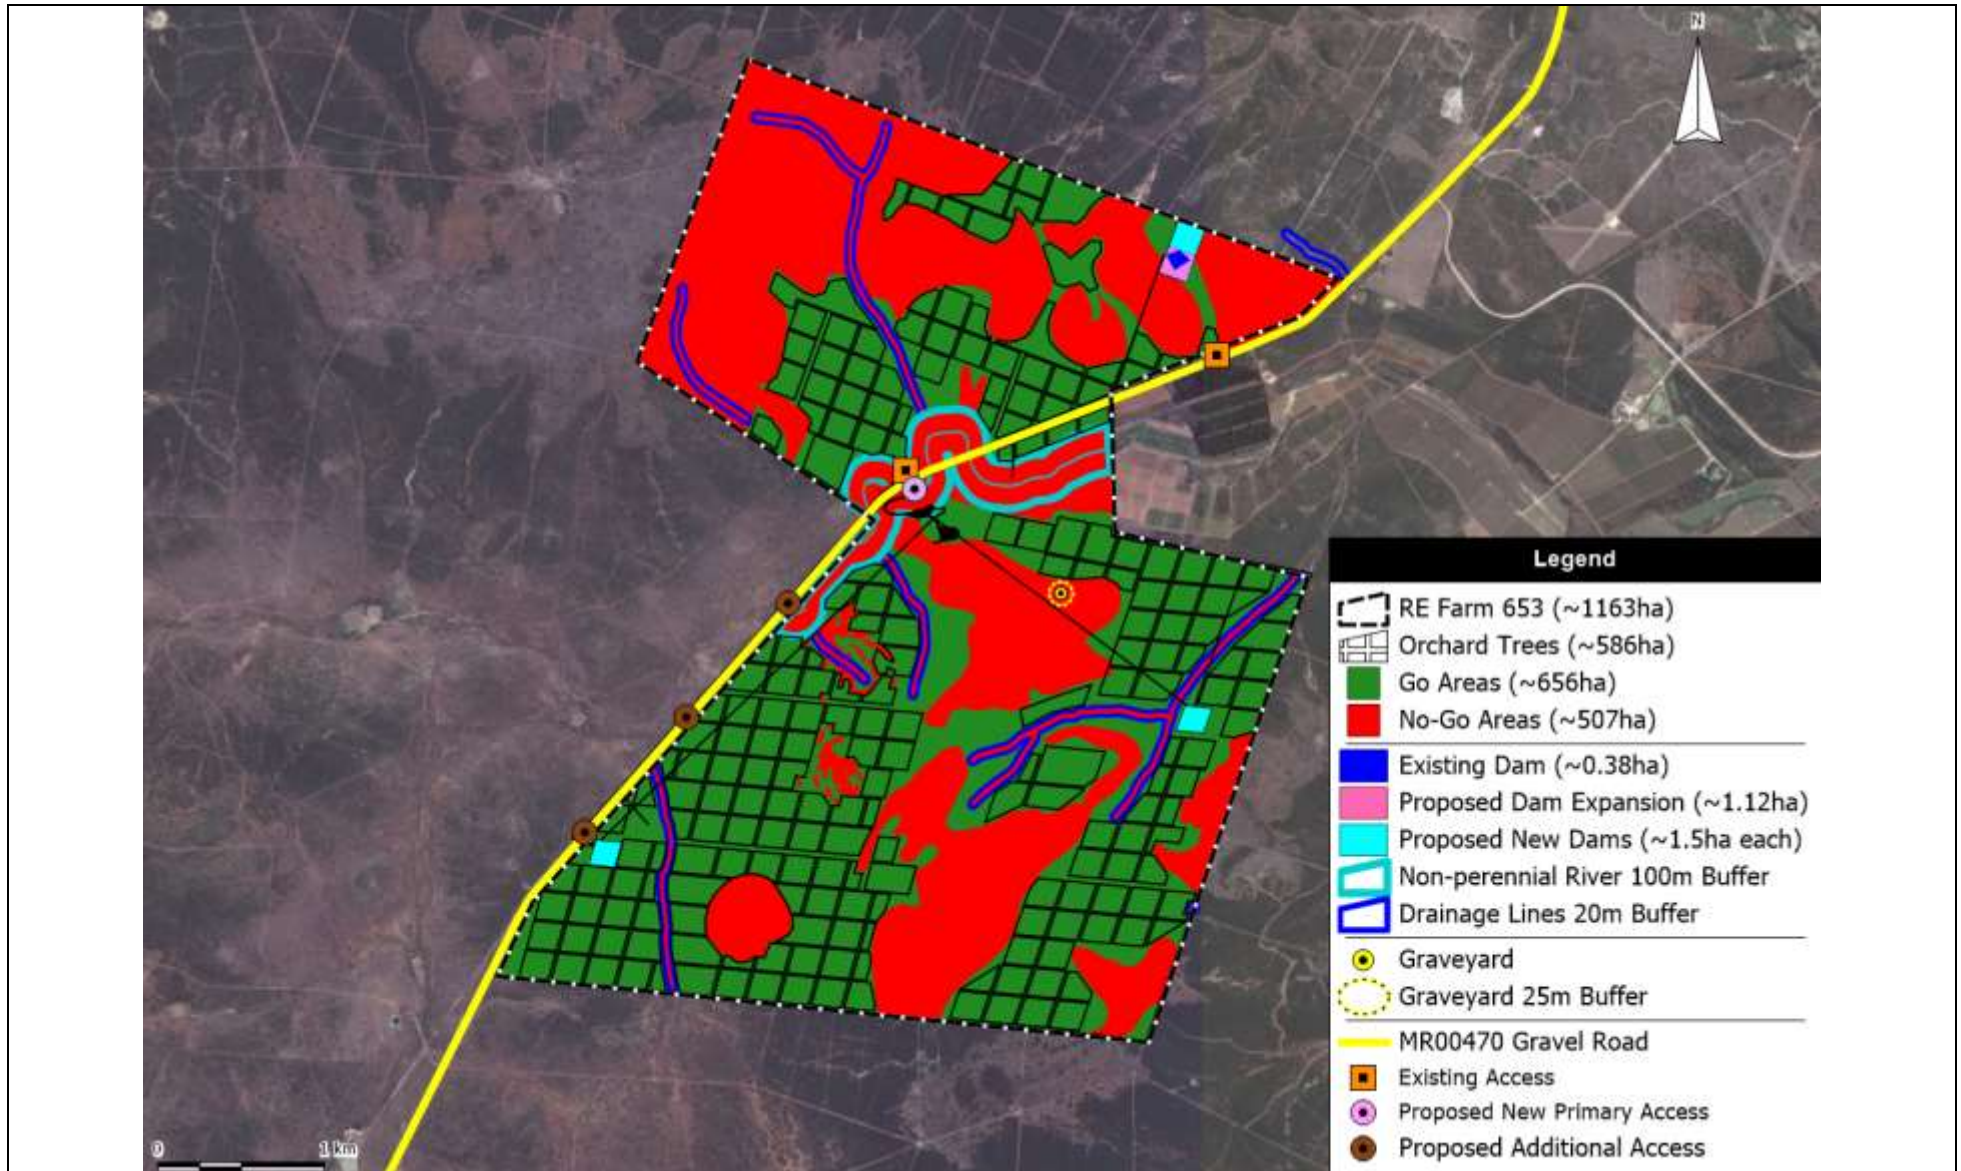 N
Legend
RE Farm 653 (~1163ha)
Orchard Trees (~586ha)
Go Areas (~656ha)
No-Go Areas (~507ha)
Existing Dam (~0.38ha)
Proposed Dam Expansion (~1.12ha)
Proposed New Dams (~1.5ha each)
Non-perennial River 100m Buffer
Drainage Lines 20m Buffer
Graveyard
Graveyard 25m Buffer
MR00470 Gravel Road
Existing Access
Proposed New Primary Access
Proposed Additional Access
0 1 km